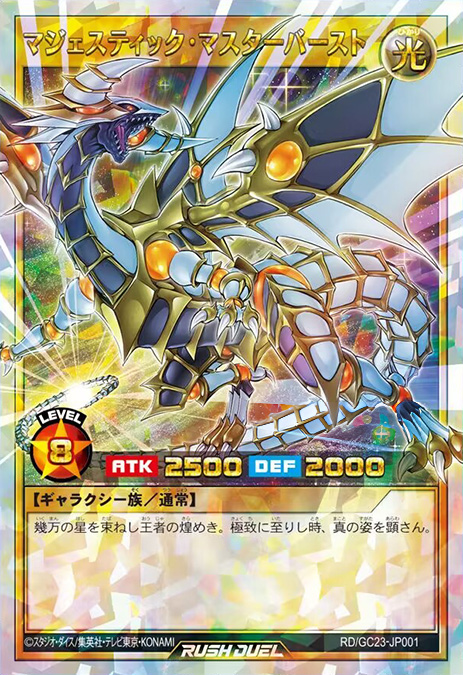 マジェスティック・マスターバースト
ひかり
光
LEVEL
8
ATK 2500 DEF 2000
【ギャラクシー族/通常】
幾万の星を束ねし王者の煌めき。極致に至りし時、真の姿を顕さん。
©スタジオ・ダイス/集英社・テレビ東京・KONAMI
RUSH DUEL
RD/GC23-JP001